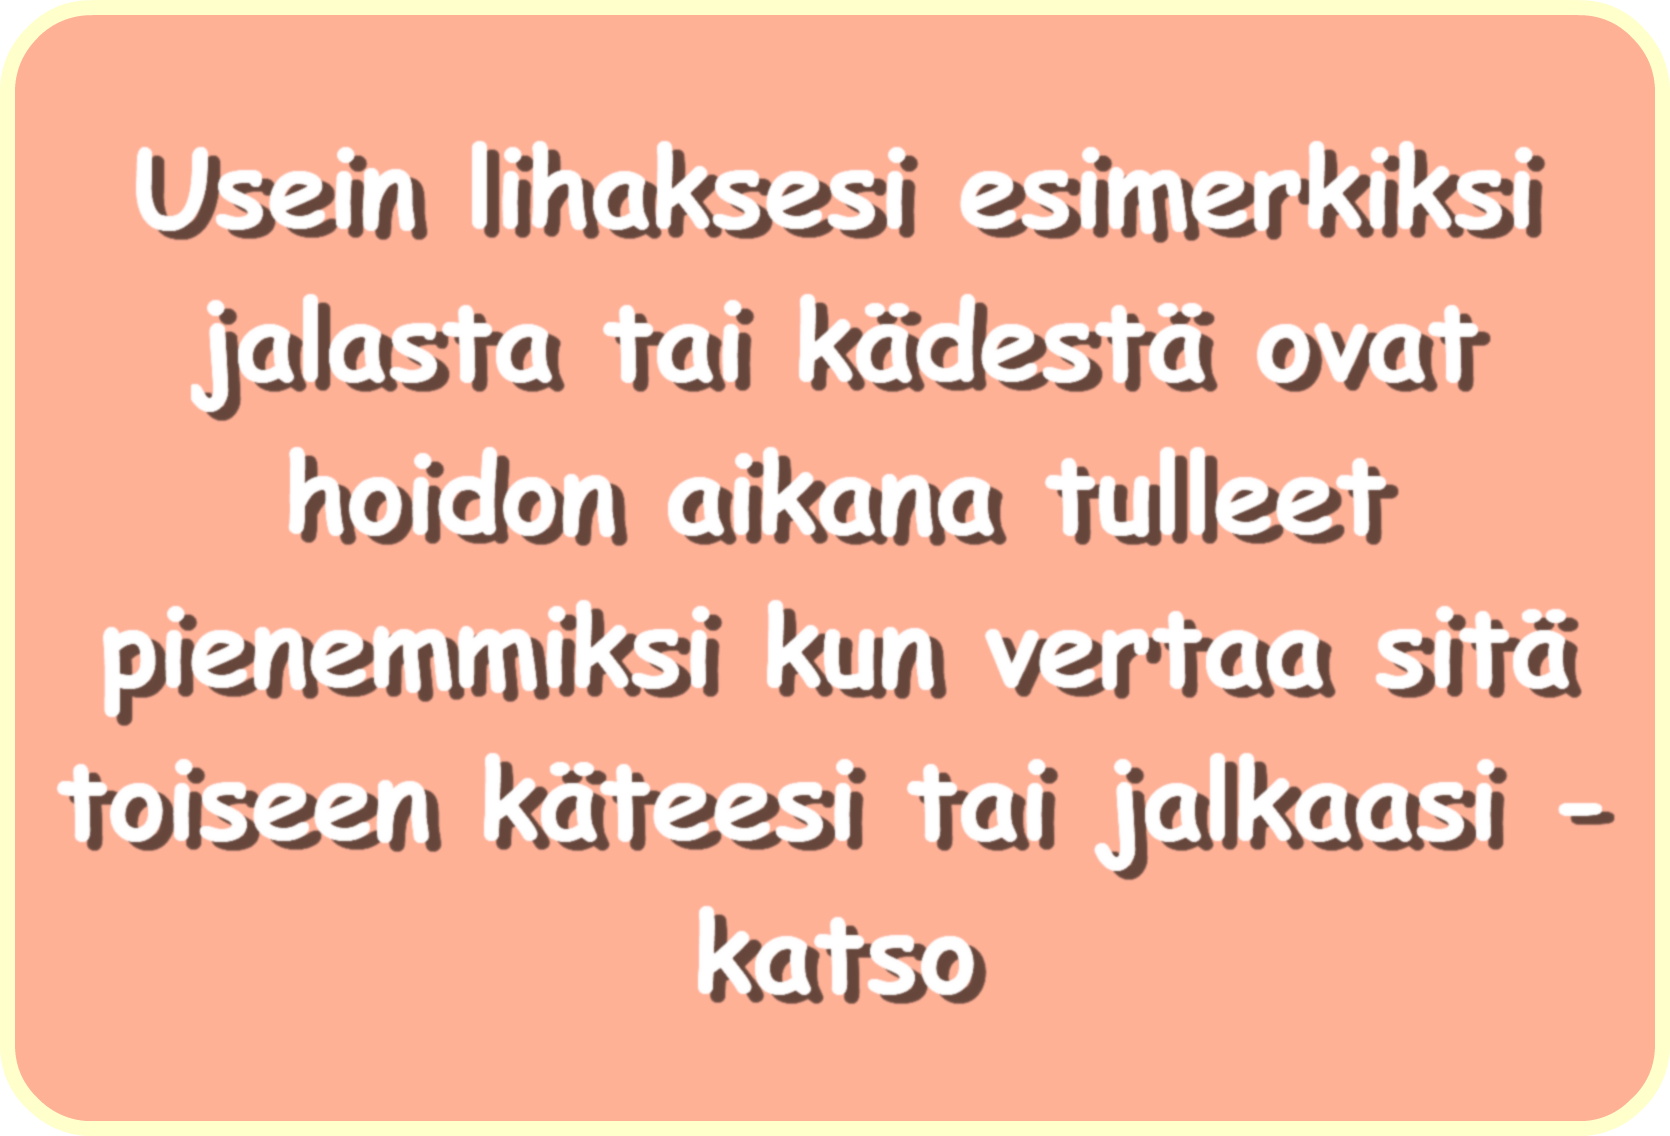 Usein lihaksesi esimerkiksi
jalasta tai kädestä ovat
hoidon aikana tulleet
pienemmiksi kun vertaa sitä
toiseen käteesi tai jalkaasi -
katso